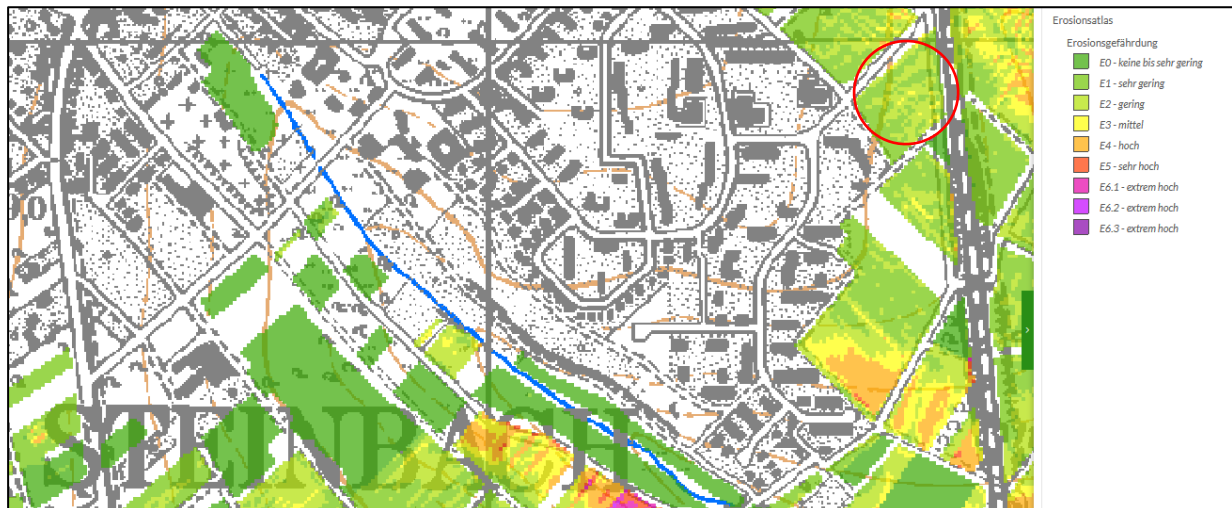 Erosionsatlas
Erosionsgefährdung
E0 - keine bis sehr gering
E1 - sehr gering
E2 - gering
E3 - mittel
E4 - hoch
E5 - sehr hoch
E6.1 - extrem hoch
E6.2 - extrem hoch
E6.3 - extrem hoch
STEINBACH